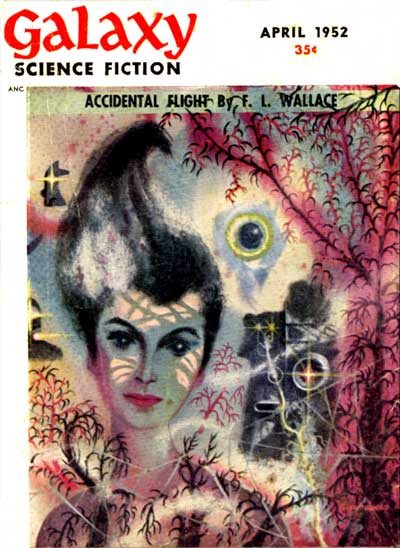 GaLaxy
SCIENCE FICTION
APRIL 1952
35¢
ANC
ACCIDENTAL FLIGHT By F. L. WALLACE